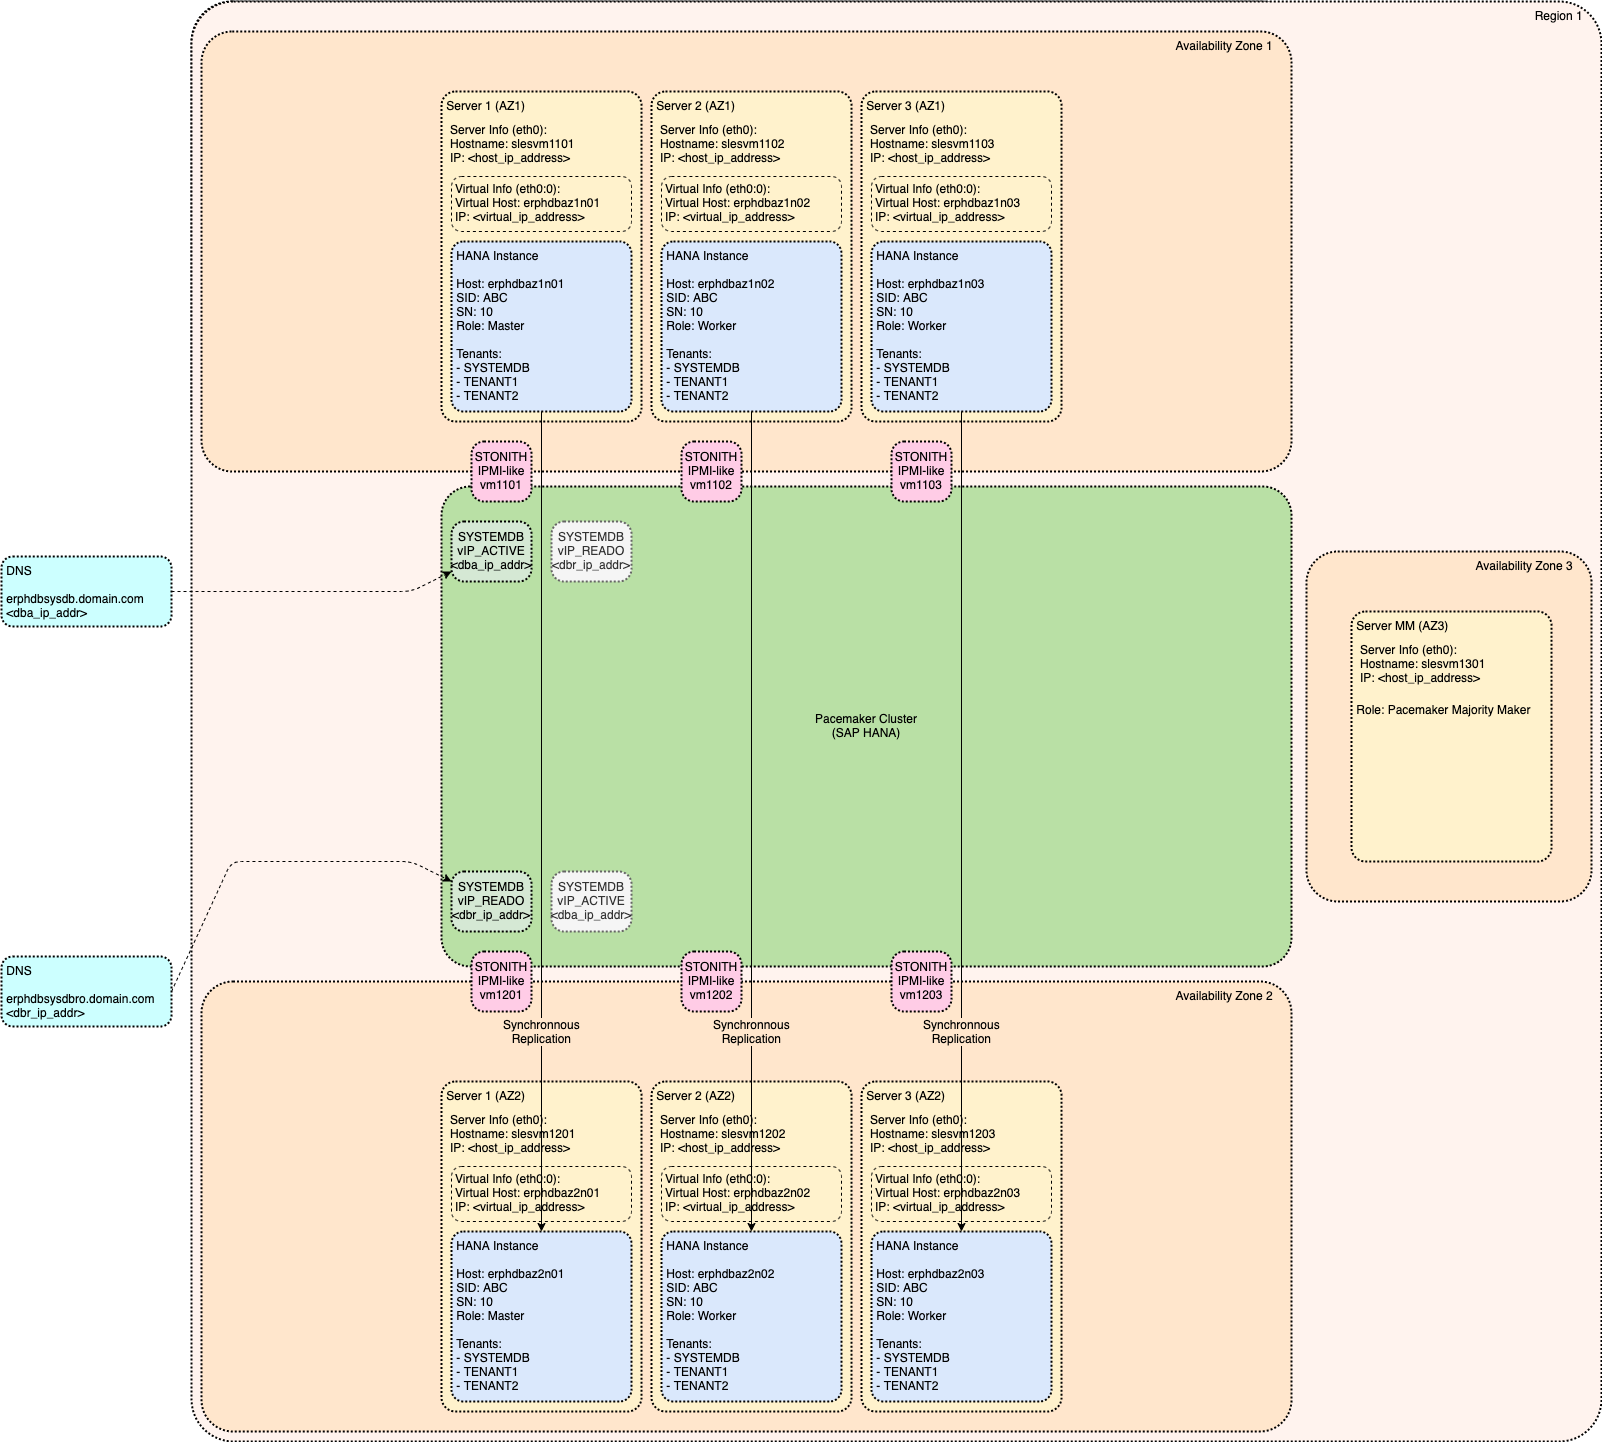 Region 1
Availability Zone 1
Server 1 (AZ1)
Server Info (eth0):
Hostname: slesvm1101
IP: <host_ip_address>
Virtual Info (eth0:0):
Virtual Host: erphdbaz1n01
IP: <virtual_ip_address>
HANA Instance
Host: erphdbaz1n01
SID: ABC
SN: 10
Role: Master
Tenants:
- SYSTEMDB
- TENANT1
- TENANT2
Server 2 (AZ1)
Server Info (eth0):
Hostname: slesvm1102
IP: <host_ip_address>
Virtual Info (eth0:0):
Virtual Host: erphdbaz1n02
IP: <virtual_ip_address>
HANA Instance
Host: erphdbaz1n02
SID: ABC
SN: 10
Role: Worker
Tenants:
- SYSTEMDB
- TENANT1
- TENANT2
Server 3 (AZ1)
Server Info (eth0):
Hostname: slesvm1103
IP: <host_ip_address>
Virtual Info (eth0:0):
Virtual Host: erphdbaz1n03
IP: <virtual_ip_address>
HANA Instance
Host: erphdbaz1n03
SID: ABC
SN: 10
Role: Worker
Tenants:
- SYSTEMDB
- TENANT1
- TENANT2
STONITH
IPMI-like
vm1101
STONITH
IPMI-like
vm1102
STONITH
IPMI-like
vm1103
SYSTEMDB
vIP_ACTIVE
<dba_ip_addr>
SYSTEMDB
vIP_READO
<dbr_ip_addr>
DNS
erphdbsysdb.domain.com
<dba_ip_addr>
Availability Zone 3
Server MM (AZ3)
Server Info (eth0):
Hostname: slesvm1301
IP: <host_ip_address>
Role: Pacemaker Majority Maker
Pacemaker Cluster
(SAP HANA)
SYSTEMDB
vIP_READO
<dbr_ip_addr>
SYSTEMDB
vIP_ACTIVE
<dba_ip_addr>
DNS
erphdbsysdbro.domain.com
<dbr_ip_addr>
STONITH
IPMI-like
vm1201
STONITH
IPMI-like
vm1202
STONITH
IPMI-like
vm1203
Availability Zone 2
Synchronnous
Replication
Synchronnous
Replication
Synchronnous
Replication
Server 1 (AZ2)
Server Info (eth0):
Hostname: slesvm1201
IP: <host_ip_address>
Virtual Info (eth0:0):
Virtual Host: erphdbaz2n01
IP: <virtual_ip_address>
HANA Instance
Host: erphdbaz2n01
SID: ABC
SN: 10
Role: Master
Tenants:
- SYSTEMDB
- TENANT1
- TENANT2
Server 2 (AZ2)
Server Info (eth0):
Hostname: slesvm1202
IP: <host_ip_address>
Virtual Info (eth0:0):
Virtual Host: erphdbaz2n02
IP: <virtual_ip_address>
HANA Instance
Host: erphdbaz2n02
SID: ABC
SN: 10
Role: Worker
Tenants:
- SYSTEMDB
- TENANT1
- TENANT2
Server 3 (AZ2)
Server Info (eth0):
Hostname: slesvm1203
IP: <host_ip_address>
Virtual Info (eth0:0):
Virtual Host: erphdbaz2n03
IP: <virtual_ip_address>
HANA Instance
Host: erphdbaz2n03
SID: ABC
SN: 10
Role: Worker
Tenants:
- SYSTEMDB
- TENANT1
- TENANT2